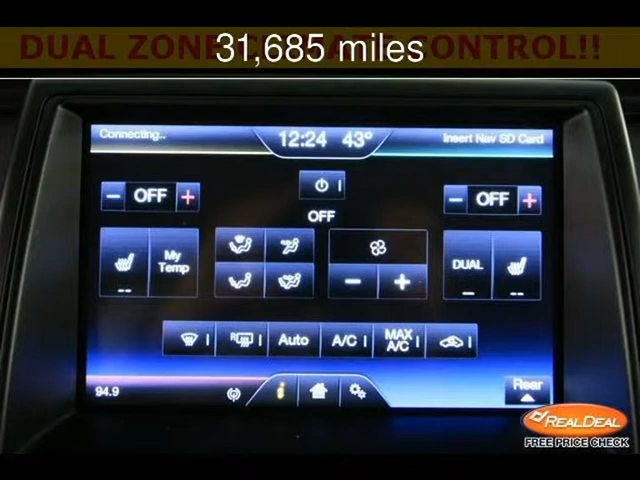 DUAL ZONE CLIMATE CONTROL!!
31,685 miles
Connecting..
12:24 43°
Insert Nav SD Card
− OFF +
− OFF +
OFF
My Temp
--
− +
DUAL
--
R
Auto
A/C
MAX A/C
94.9
i
Rear
REALDEAL
FREE PRICE CHECK